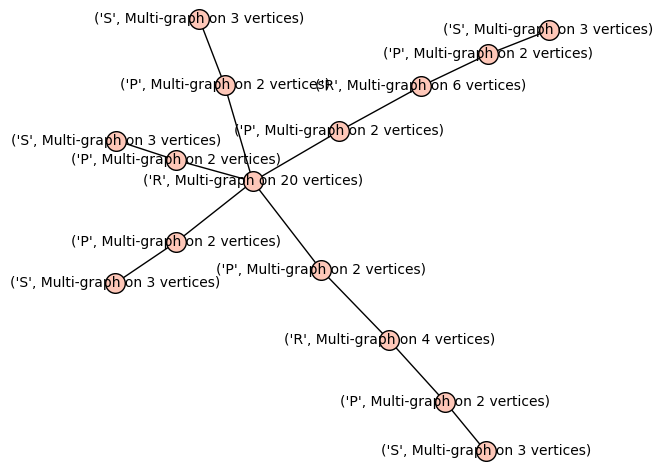 ('S', Multi-graph on 3 vertices)
('S', Multi-graph on 3 vertices)
('P', Multi-graph on 2 vertices)
('P', Multi-graph on 2 vertices)
('R', Multi-graph on 6 vertices)
('P', Multi-graph on 2 vertices)
('S', Multi-graph on 3 vertices)
('P', Multi-graph on 2 vertices)
('R', Multi-graph on 20 vertices)
('P', Multi-graph on 2 vertices)
('P', Multi-graph on 2 vertices)
('S', Multi-graph on 3 vertices)
('R', Multi-graph on 4 vertices)
('P', Multi-graph on 2 vertices)
('S', Multi-graph on 3 vertices)